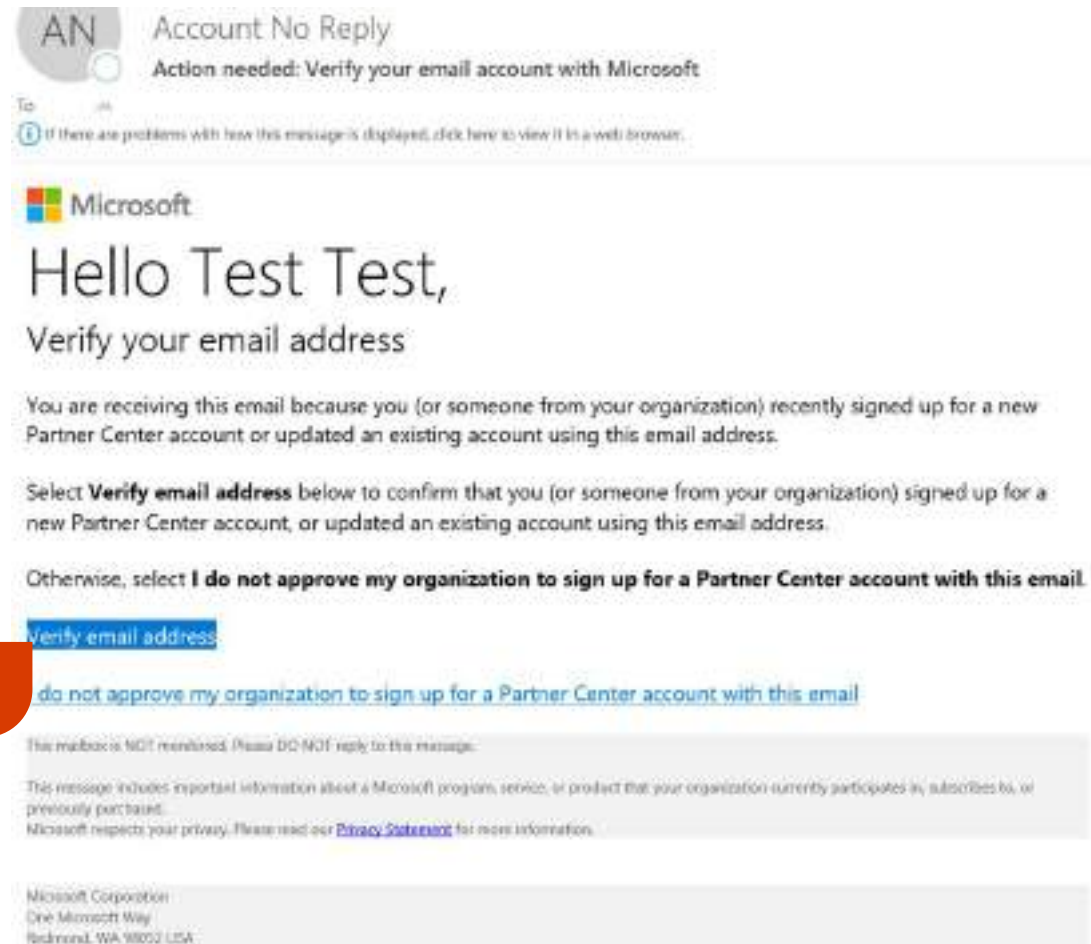 AN
Account No Reply
Action needed: Verify your email account with Microsoft
To
If there are problems with how this message is displayed, click here to view it in a web browser.
Microsoft
Hello Test Test,
Verify your email address
You are receiving this email because you (or someone from your organization) recently signed up for a new
Partner Center account or updated an existing account using this email address.
Select Verify email address below to confirm that you (or someone from your organization) signed up for a
new Partner Center account, or updated an existing account using this email address.
Otherwise, select I do not approve my organization to sign up for a Partner Center account with this email.
Verify email address
do not approve my organization to sign up for a Partner Center account with this email
This mailbox is NOT monitored. Please DO NOT reply to this message.
This message includes important information about a Microsoft program, service, or product that your organization currently participates in, subscribes to, or
previously purchased.
Microsoft respects your privacy. Please read our Privacy Statement for more information.
Microsoft Corporation
One Microsoft Way
Redmond, WA 98052 USA